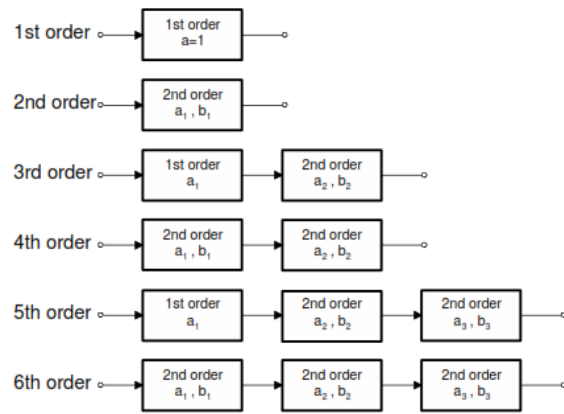 1st order
1st order
a=1
2nd order
2nd order
a₁ , b₁
3rd order
1st order
a₁
2nd order
a₂ , b₂
4th order
2nd order
a₁ , b₁
2nd order
a₂ , b₂
5th order
1st order
a₁
2nd order
a₂ , b₂
2nd order
a₃ , b₃
6th order
2nd order
a₁ , b₁
2nd order
a₂ , b₂
2nd order
a₃ , b₃